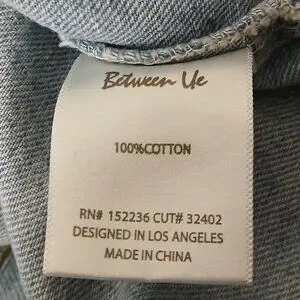 Between Us
100%COTTON
RN# 152236 CUT# 32402
DESIGNED IN LOS ANGELES
MADE IN CHINA